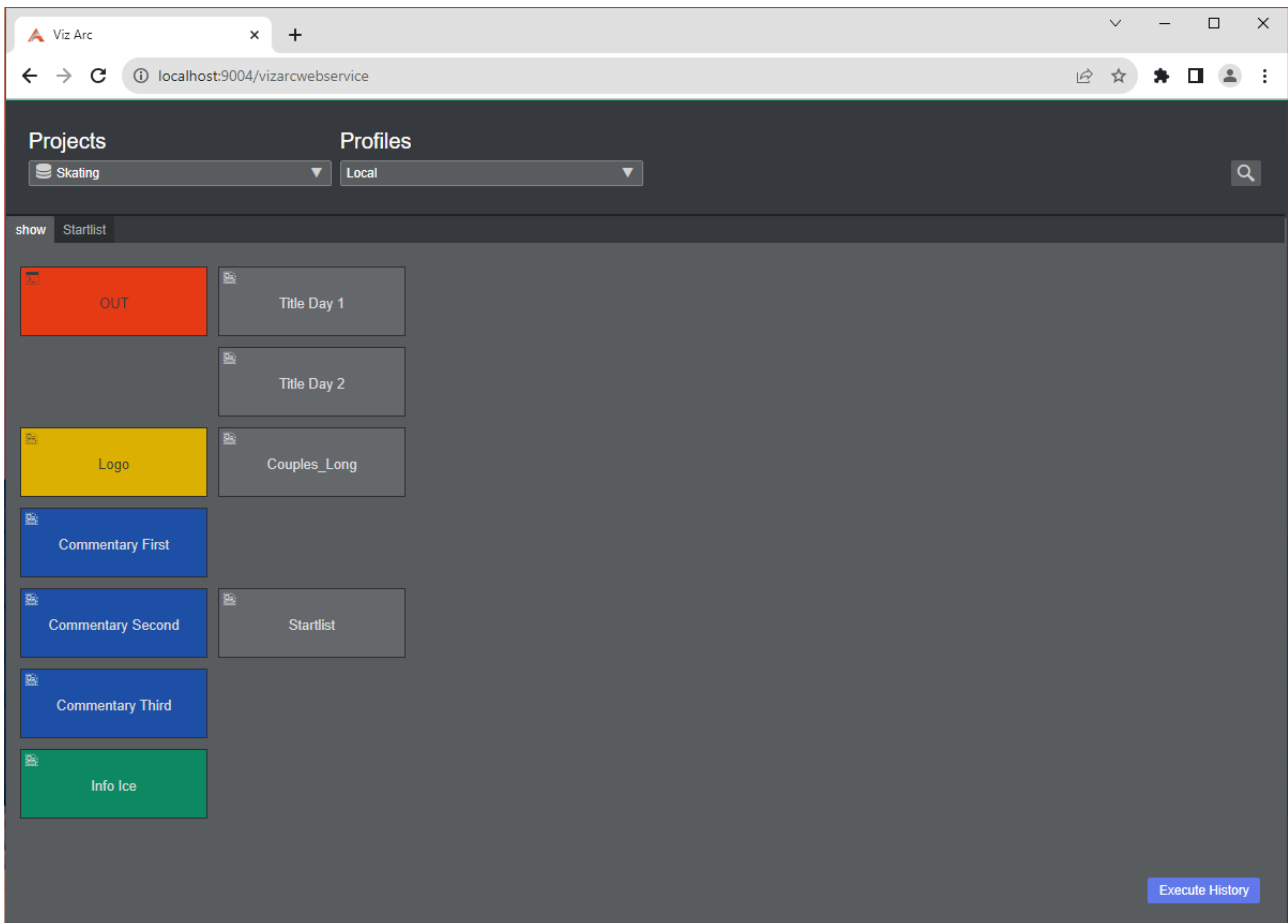 Viz Arc
localhost:9004/vizarcwebservice
Projects Profiles
Skating Local
show Startlist
OUT Title Day 1
Title Day 2
Logo Couples_Long
Commentary First
Commentary Second Startlist
Commentary Third
Info Ice
Execute History